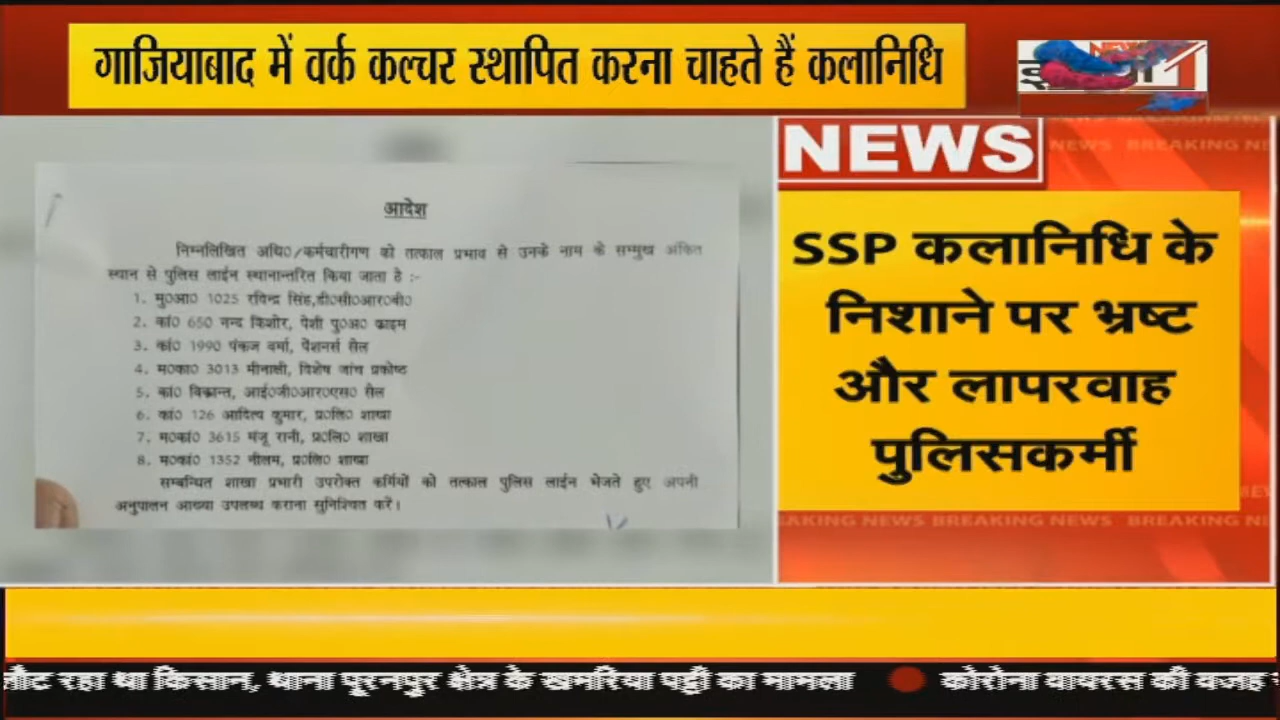 गाजियाबाद में वर्क कल्चर स्थापित करना चाहते हैं कलानिधि
NEWS
BREAKING NE
SSP कलानिधि के
निशाने पर भ्रष्ट
और लापरवाह
पुलिसकर्मी
AKING NEWS BREAKING NEWS BREAKING NE
आदेश
निम्नलिखित अधि०/कर्मचारीगण को तत्काल प्रभाव से उनके नाम के सम्मुख अंकित
स्थान से पुलिस लाईन स्थानान्तरित किया जाता है :-
1. मु०आ० 1025 रविन्द्र सिंह,डी०सी०आर०बी०
2. कां० 650 नन्द किशोर, पेशी पु०अ० क्राइम
3. कां० 1990 पंकज वर्मा, पेंशनर्स सैल
4. म०का० 3013 मीनाक्षी, विशेष जांच प्रकोष्ठ
5. कां० विक्रान्त, आई०जी०आर०एस० सैल
6. कां० 126 आदित्य कुमार, प्र०लि० शाखा
7. म०कां० 3615 मंजू रानी, प्र०लि० शाखा
8. म०कां० 1352 नीलम, प्र०लि० शाखा
सम्बन्धित शाखा प्रभारी उपरोक्त कर्मियों को तत्काल पुलिस लाईन भेजते हुए अपनी
अनुपालन आख्या उपलब्ध कराना सुनिश्चित करें।
लौट रहा था किसान, थाना पूरनपुर क्षेत्र के खमरिया पट्टी का मामला
कोरोना वायरस की वजह